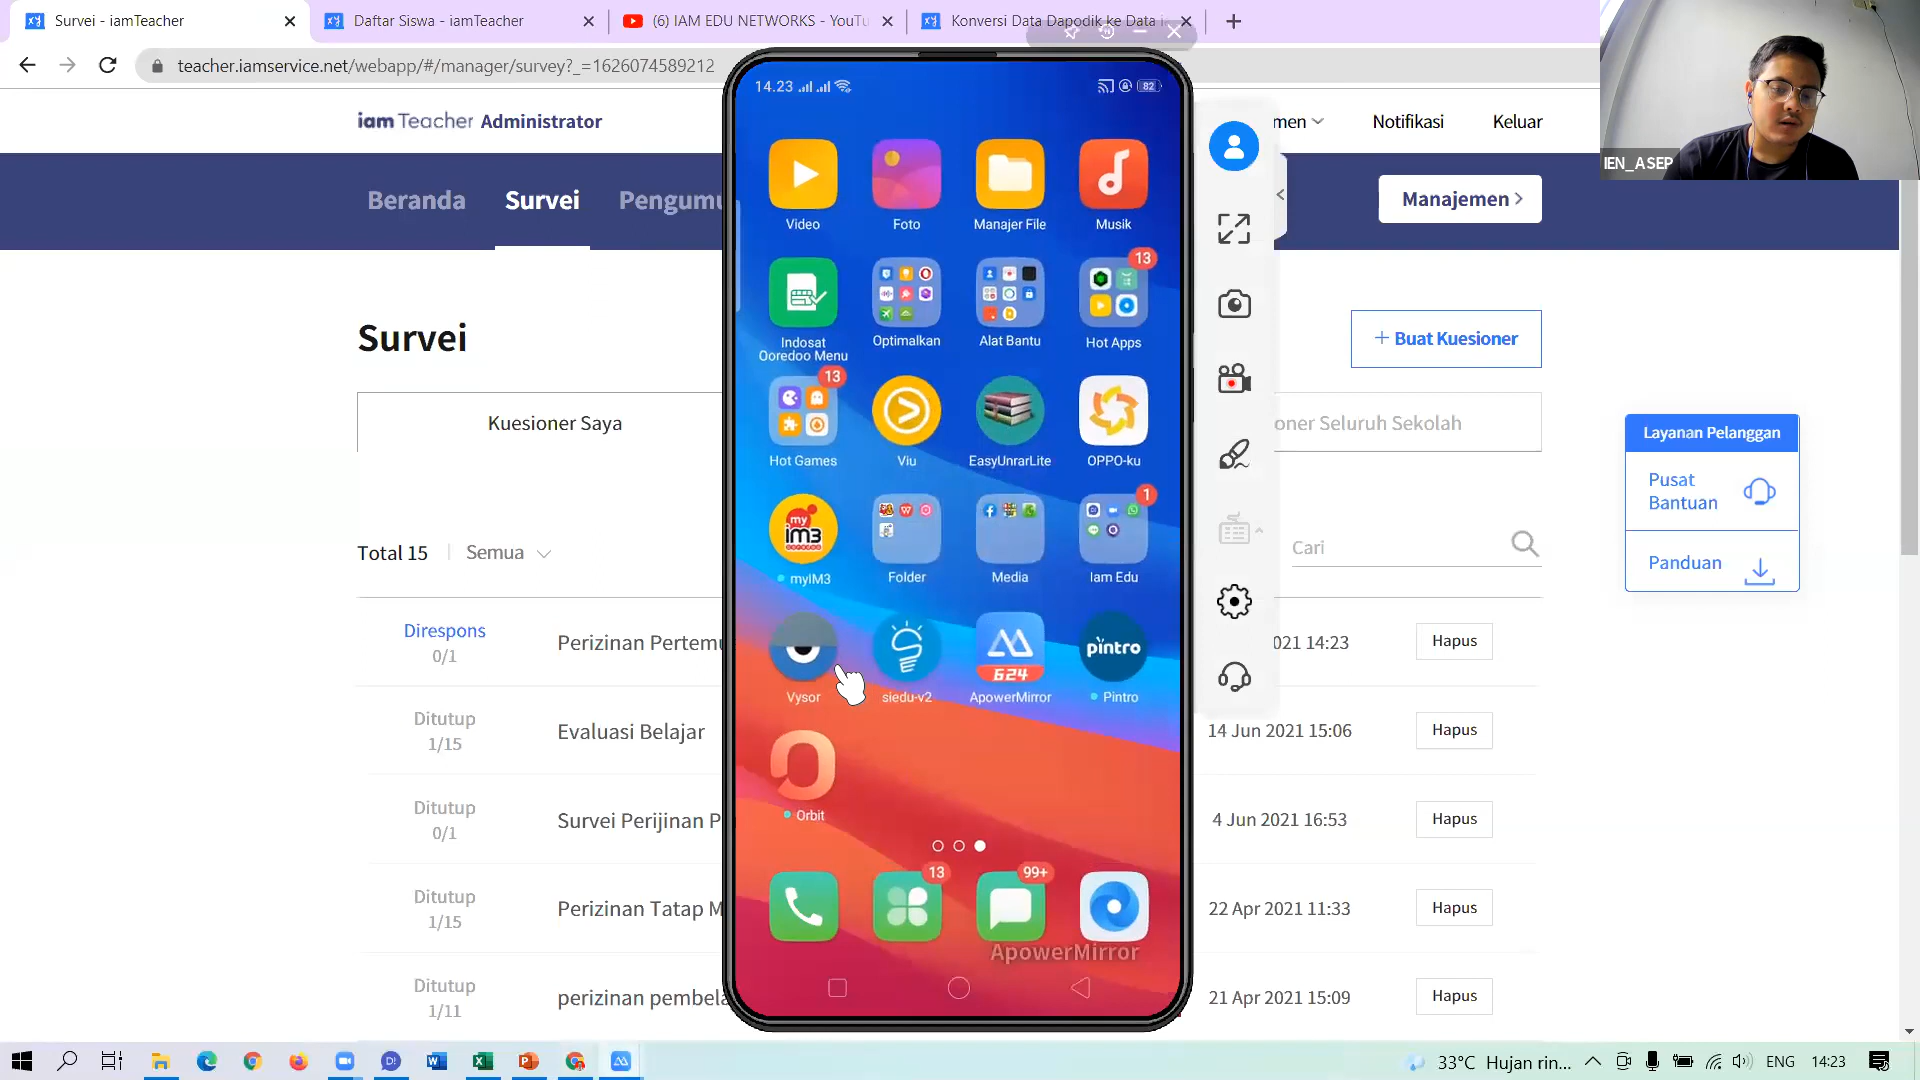 Survei - iamTeacher
Daftar Siswa - iamTeacher
(6) IAM EDU NETWORKS - YouTu
Konversi Data Dapodik ke Data i
teacher.iamservice.net/webapp/#/manager/survey?_=1626074589212
iam Teacher Administrator
men
Notifikasi
Keluar
IEN_ASEP
Beranda
Survei
Pengumu
Manajemen
Survei
+ Buat Kuesioner
Kuesioner Saya
oner Seluruh Sekolah
Total 15
Semua
Cari
Layanan Pelanggan
Pusat Bantuan
Panduan
Direspons
0/1
Perizinan Pertemu
021 14:23
Hapus
Ditutup
1/15
Evaluasi Belajar
14 Jun 2021 15:06
Hapus
Ditutup
0/1
Survei Perijinan P
4 Jun 2021 16:53
Hapus
Ditutup
1/15
Perizinan Tatap M
22 Apr 2021 11:33
Hapus
Ditutup
1/11
perizinan pembela
21 Apr 2021 15:09
Hapus
14.23
82
Video
Foto
Manajer File
Musik
13
Indosat Ooredoo Menu
Optimalkan
Alat Bantu
Hot Apps
13
Hot Games
Viu
EasyUnrarLite
OPPO-ku
my
im3
ooredoo
1
myIM3
Folder
Media
Iam Edu
624
pintro
Vysor
siedu-v2
ApowerMirror
Pintro
Orbit
13
99+
ApowerMirror
33°C Hujan rin...
ENG
14:23